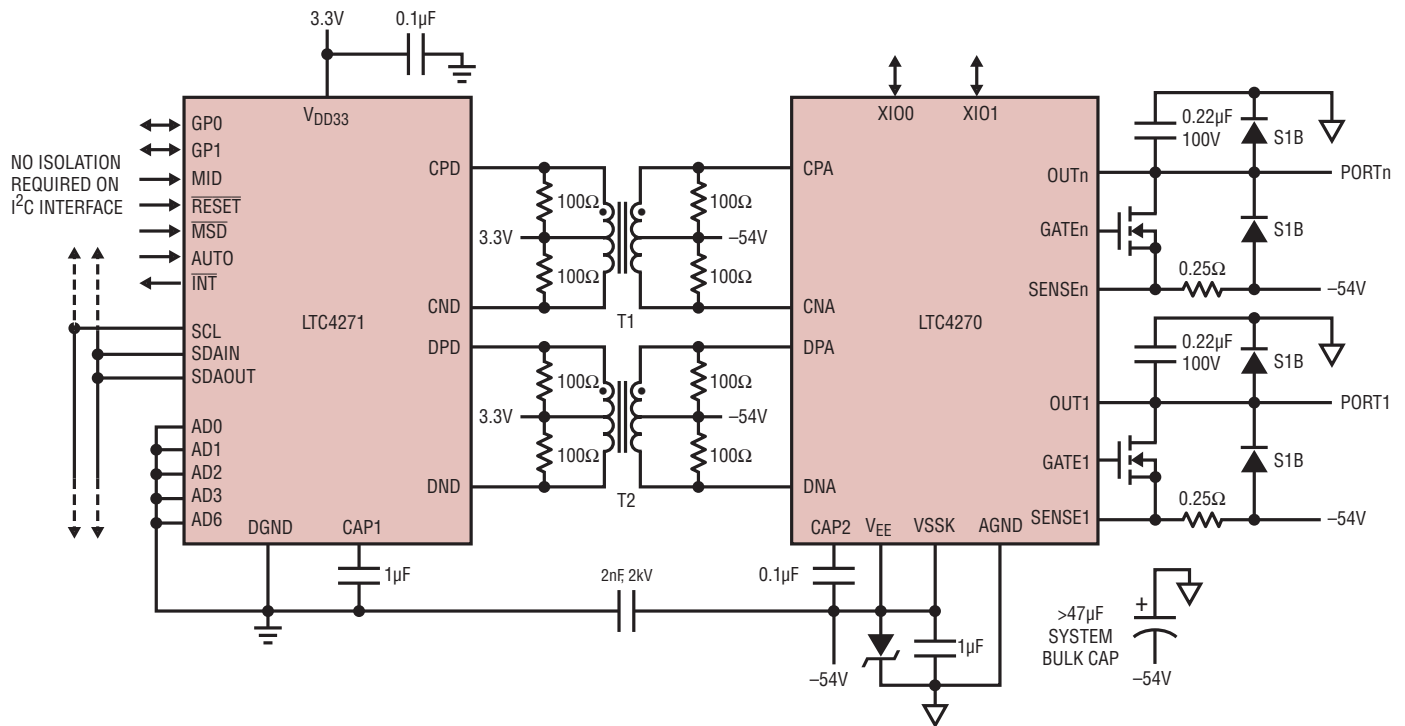 3.3V
0.1µF
VDD33
GP0
GP1
MID
RESET
MSD
AUTO
INT
NO ISOLATION
REQUIRED ON
I2C INTERFACE
SCL
SDAIN
SDAOUT
AD0
AD1
AD2
AD3
AD6
DGND
CAP1
LTC4271
CPD
CND
DPD
DND
1µF
100Ω
100Ω
3.3V
–54V
100Ω
100Ω
T1
100Ω
100Ω
3.3V
–54V
100Ω
100Ω
T2
2nF, 2kV
XIO0
XIO1
CPA
CNA
DPA
DNA
LTC4270
OUTn
GATEn
SENSEn
OUT1
GATE1
SENSE1
CAP2
VEE
VSSK
AGND
0.1µF
–54V
1µF
0.22µF
100V
S1B
PORTn
S1B
0.25Ω
–54V
0.22µF
100V
S1B
PORT1
S1B
0.25Ω
–54V
>47µF
SYSTEM
BULK CAP
+
–54V